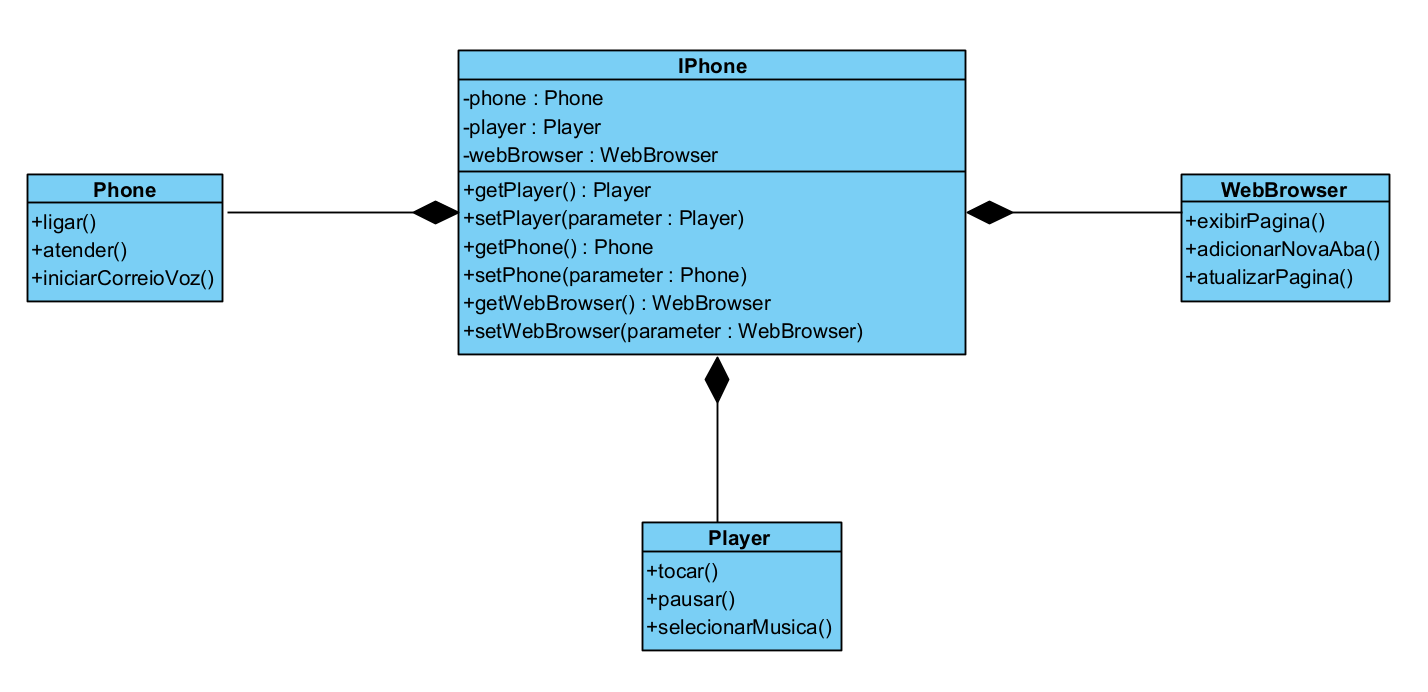 IPhone
-phone : Phone
-player : Player
-webBrowser : WebBrowser
+getPlayer() : Player
+setPlayer(parameter : Player)
+getPhone() : Phone
+setPhone(parameter : Phone)
+getWebBrowser() : WebBrowser
+setWebBrowser(parameter : WebBrowser)
Phone
+ligar()
+atender()
+iniciarCorreioVoz()
WebBrowser
+exibirPagina()
+adicionarNovaAba()
+atualizarPagina()
Player
+tocar()
+pausar()
+selecionarMusica()